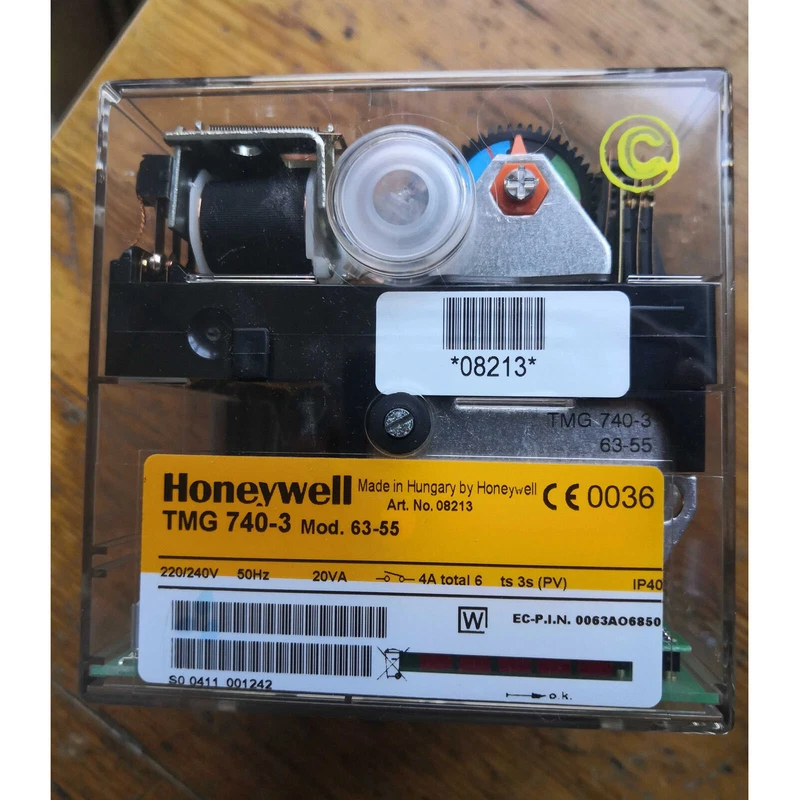 C
*08213*
TMG 740-3
63-55
Honeywell Made in Hungary by Honeywell CE 0036
Art. No. 08213
TMG 740-3 Mod. 63-55
220/240V 50Hz 20VA 4A total 6 ts 3s (PV) IP40
W EC-P.I.N. 0063AO6850
S0 0411 001242
o.k.